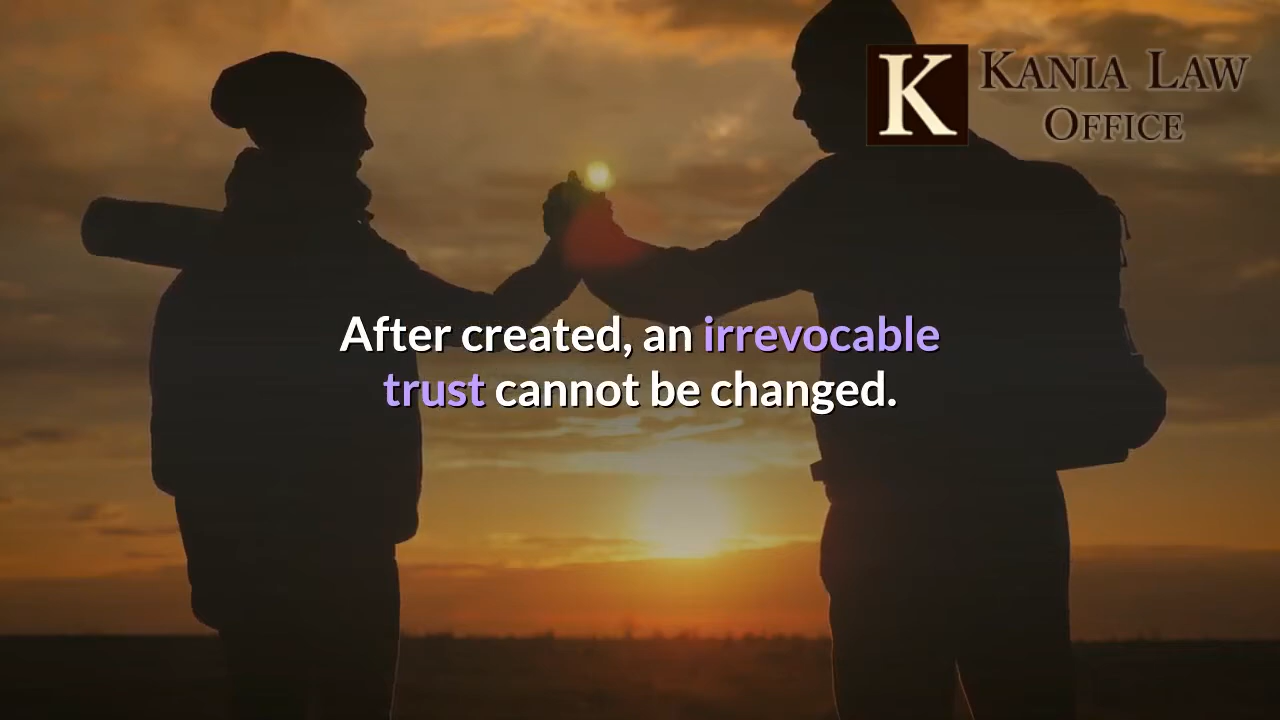 K
KANIA LAW
OFFICE
After created, an irrevocable
trust cannot be changed.